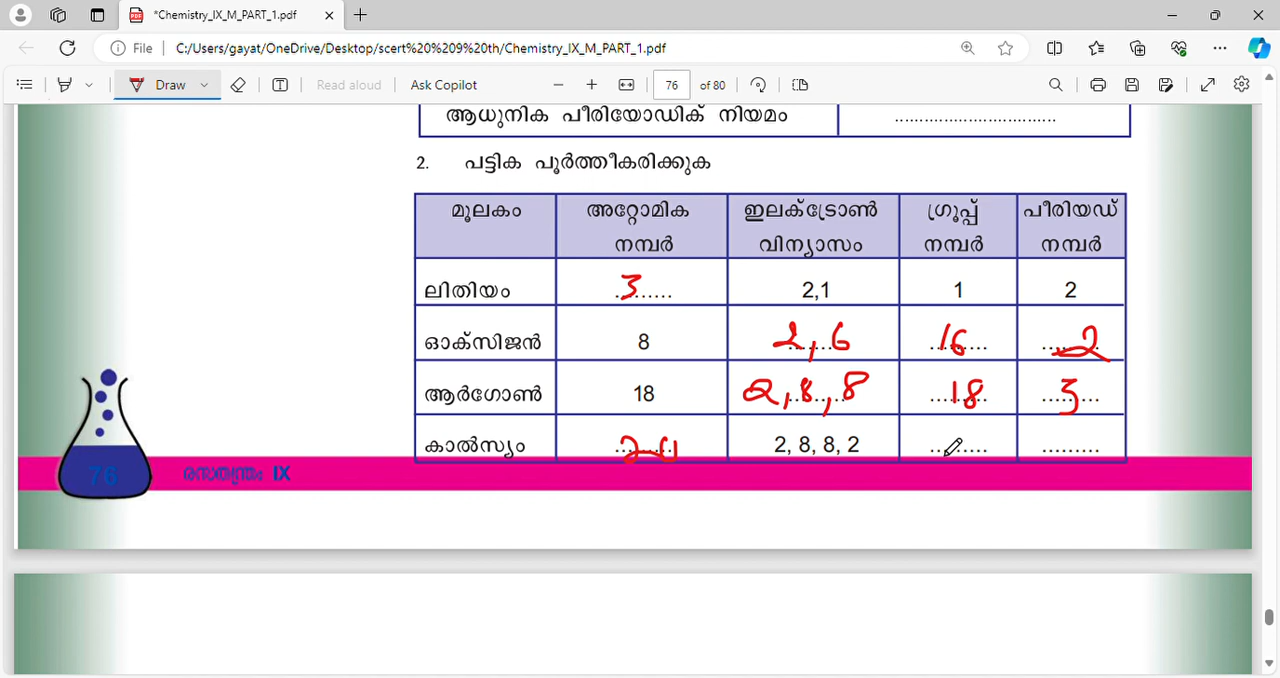 *Chemistry_IX_M_PART_1.pdf
File C:/Users/gayat/OneDrive/Desktop/scert%20%209%20th/Chemistry_IX_M_PART_1.pdf
Draw Read aloud Ask Copilot 76 of 80
ആധുനിക പീരിയോഡിക് നിയമം ................................
2. പട്ടിക പൂർത്തീകരിക്കുക
മൂലകം അറ്റോമിക നമ്പർ ഇലക്ട്രോൺ വിന്യാസം ഗ്രൂപ്പ് നമ്പർ പീരിയഡ് നമ്പർ
ലിതിയം 3 2,1 1 2
ഓക്സിജൻ 8 2,6 16 2
ആർഗോൺ 18 2,8,8 18 3
കാൽസ്യം 20 2, 8, 8, 2 .......... .........
76 രസതന്ത്രം IX